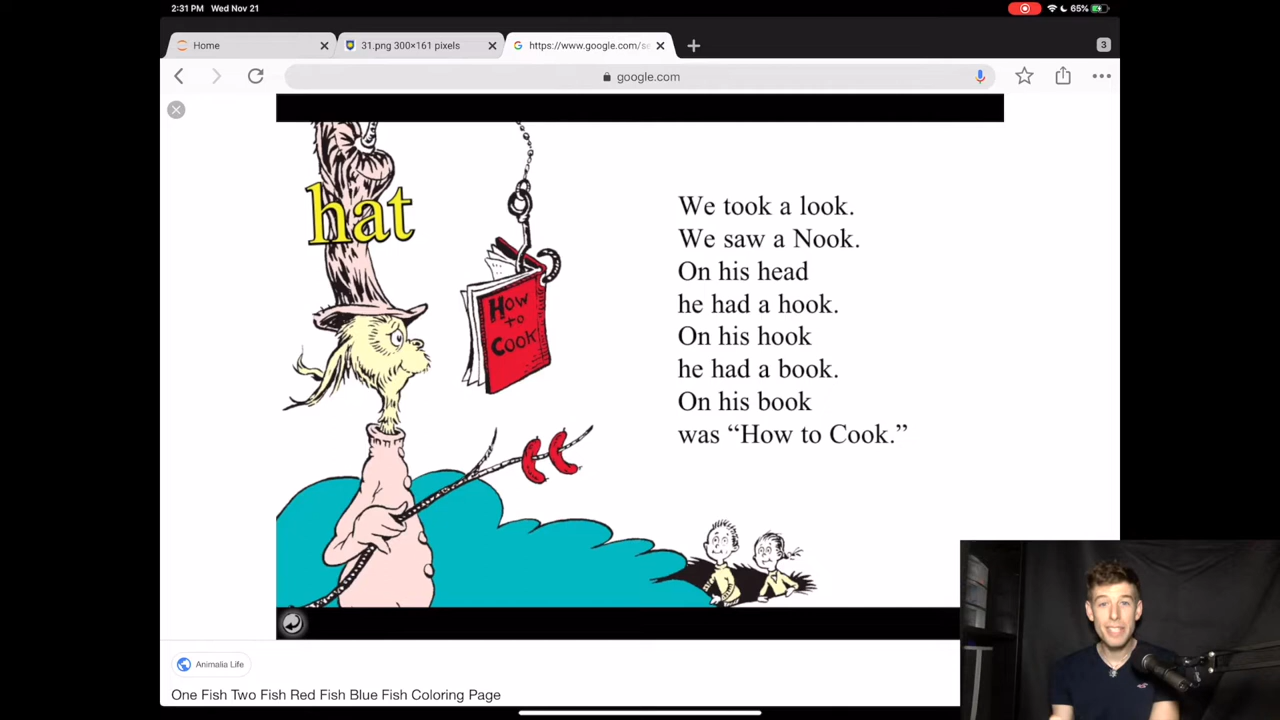 2:31 PM Wed Nov 21
65%
Home
31.png 300×161 pixels
https://www.google.com/se
3
google.com
hat
How
to
Cook
We took a look.
We saw a Nook.
On his head
he had a hook.
On his hook
he had a book.
On his book
was “How to Cook.”
Animalia Life
One Fish Two Fish Red Fish Blue Fish Coloring Page